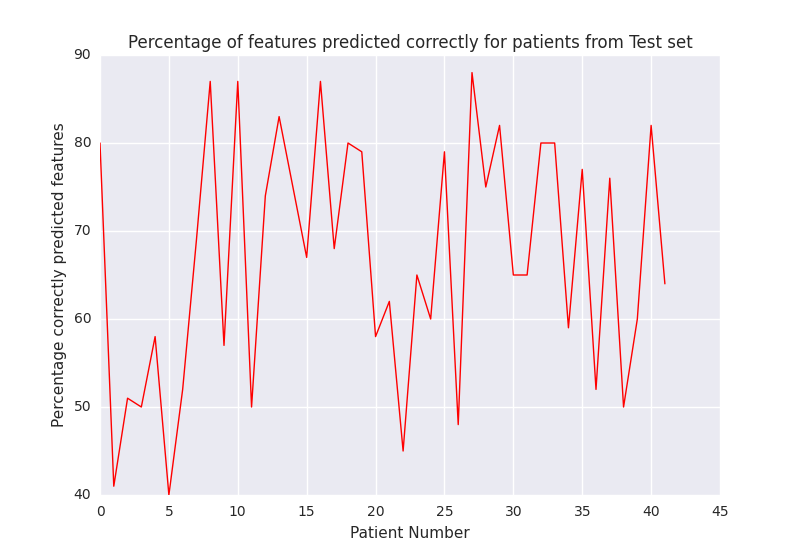 Percentage of features predicted correctly for patients from Test set
90
80
70
60
50
40
Percentage correctly predicted features
0 5 10 15 20 25 30 35 40 45
Patient Number